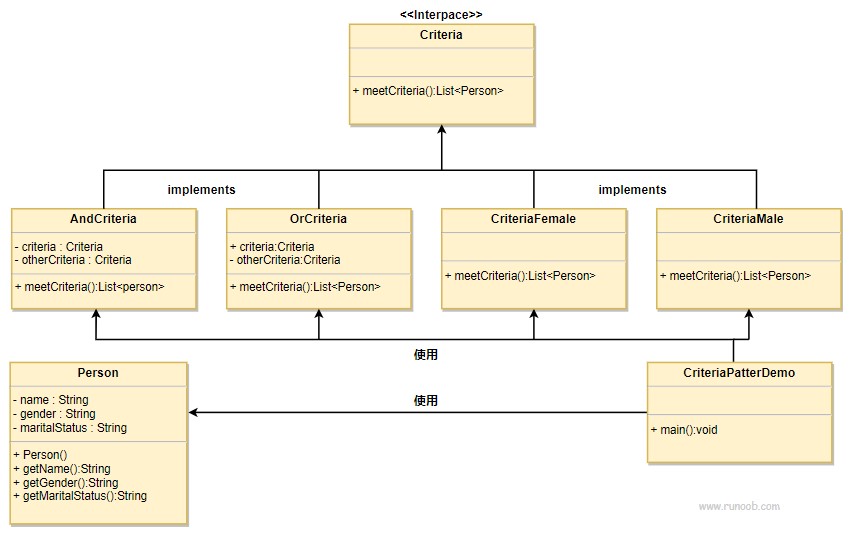 <<Interpace>>
Criteria
+ meetCriteria():List<Person>
implements
implements
AndCriteria
- criteria : Criteria
- otherCriteria : Criteria
+ meetCriteria():List<person>
OrCriteria
+ criteria:Criteria
- otherCriteria:Criteria
+ meetCriteria():List<Person>
CriteriaFemale
+ meetCriteria():List<Person>
CriteriaMale
+ meetCriteria():List<Person>
使用
Person
- name : String
- gender : String
- maritalStatus : String
+ Person()
+ getName():String
+ getGender():String
+ getMaritalStatus():String
使用
CriteriaPatterDemo
+ main():void
www.runoob.com